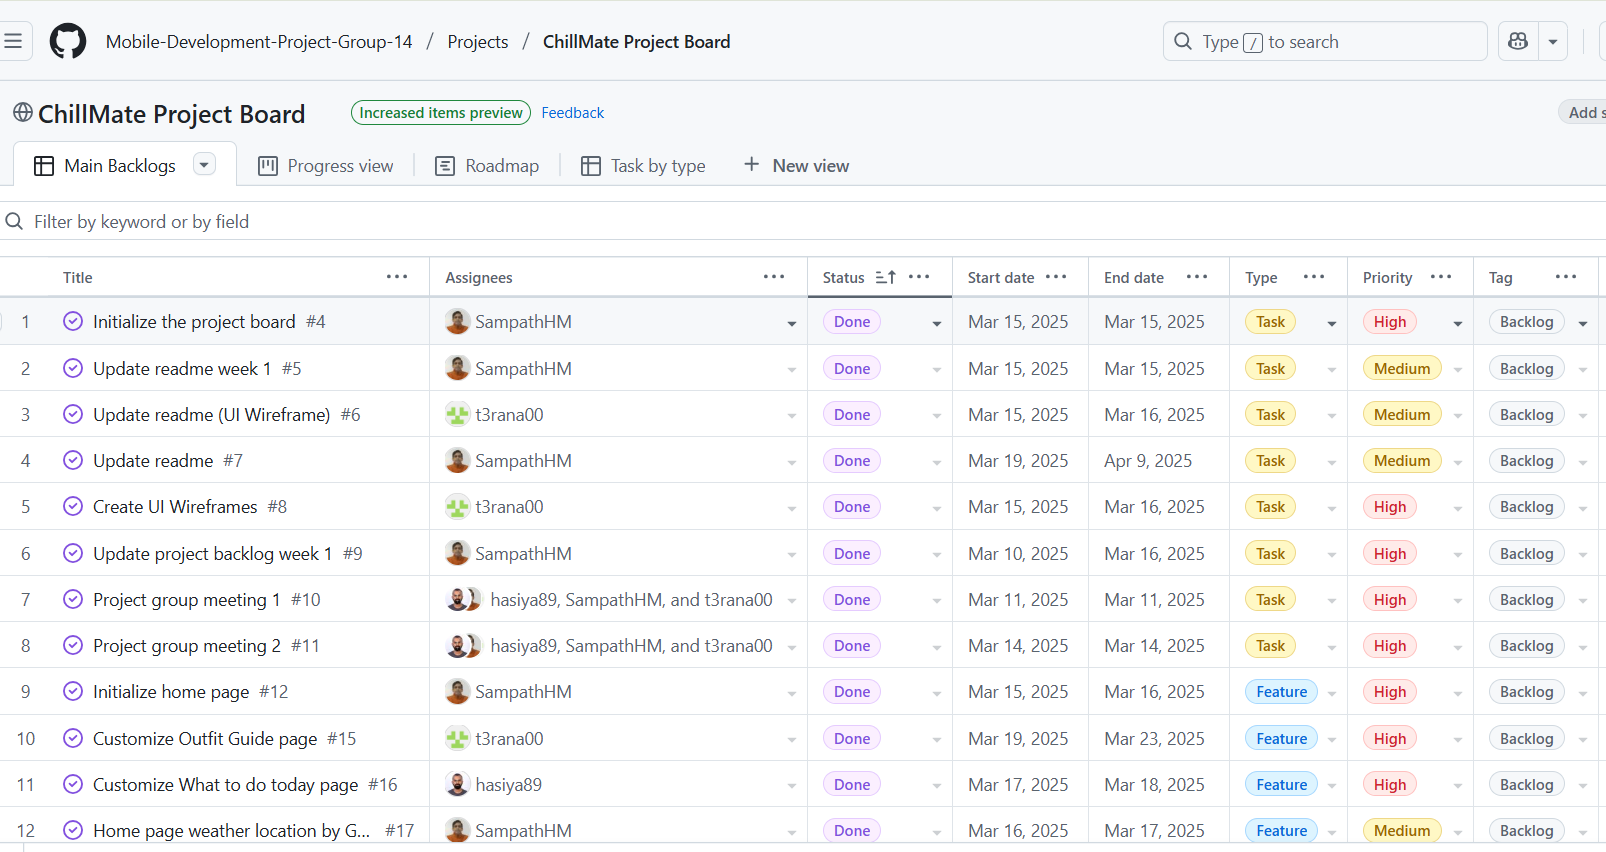 Mobile-Development-Project-Group-14 / Projects / ChillMate Project Board Type / to search
ChillMate Project Board Increased items preview Feedback Add s
Main Backlogs Progress view Roadmap Task by type + New view
Filter by keyword or by field
Title ... Assignees ... Status ... Start date ... End date ... Type ... Priority ... Tag ...
1 Initialize the project board #4 SampathHM Done Mar 15, 2025 Mar 15, 2025 Task High Backlog
2 Update readme week 1 #5 SampathHM Done Mar 15, 2025 Mar 15, 2025 Task Medium Backlog
3 Update readme (UI Wireframe) #6 t3rana00 Done Mar 15, 2025 Mar 16, 2025 Task Medium Backlog
4 Update readme #7 SampathHM Done Mar 19, 2025 Apr 9, 2025 Task Medium Backlog
5 Create UI Wireframes #8 t3rana00 Done Mar 15, 2025 Mar 16, 2025 Task High Backlog
6 Update project backlog week 1 #9 SampathHM Done Mar 10, 2025 Mar 16, 2025 Task High Backlog
7 Project group meeting 1 #10 hasiya89, SampathHM, and t3rana00 Done Mar 11, 2025 Mar 11, 2025 Task High Backlog
8 Project group meeting 2 #11 hasiya89, SampathHM, and t3rana00 Done Mar 14, 2025 Mar 14, 2025 Task High Backlog
9 Initialize home page #12 SampathHM Done Mar 15, 2025 Mar 16, 2025 Feature High Backlog
10 Customize Outfit Guide page #15 t3rana00 Done Mar 19, 2025 Mar 23, 2025 Feature High Backlog
11 Customize What to do today page #16 hasiya89 Done Mar 17, 2025 Mar 18, 2025 Feature High Backlog
12 Home page weather location by G... #17 SampathHM Done Mar 16, 2025 Mar 17, 2025 Feature Medium Backlog